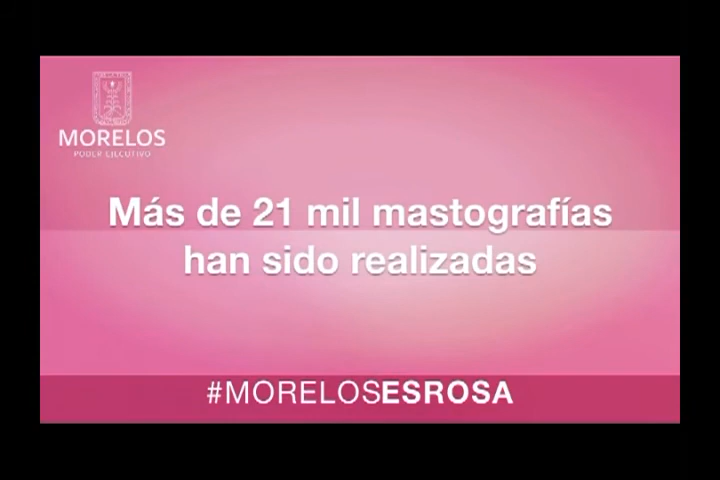 MORELOS
PODER EJECUTIVO
Más de 21 mil mastografías
han sido realizadas
#MORELOSESROSA